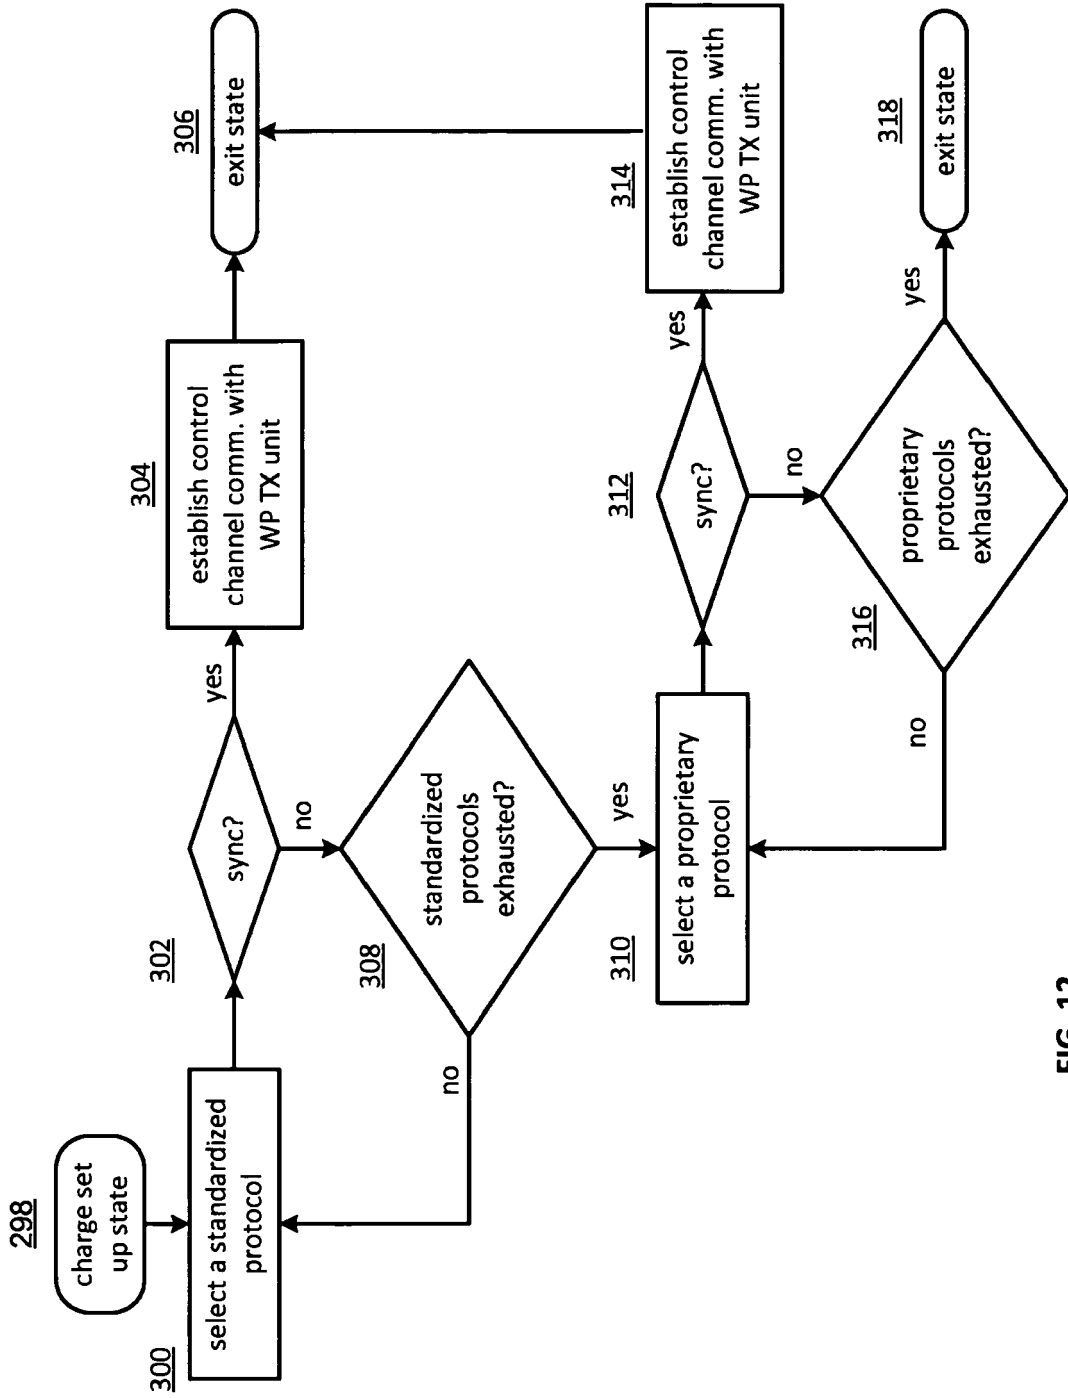 298
charge set
up state
300
select a standardized
protocol
302
sync?
yes
no
304
establish control
channel comm. with
WP TX unit
306
exit state
308
standardized
protocols
exhausted?
no
yes
310
select a proprietary
protocol
312
sync?
yes
no
314
establish control
channel comm. with
WP TX unit
316
proprietary
protocols
exhausted?
no
yes
318
exit state
FIG. 12